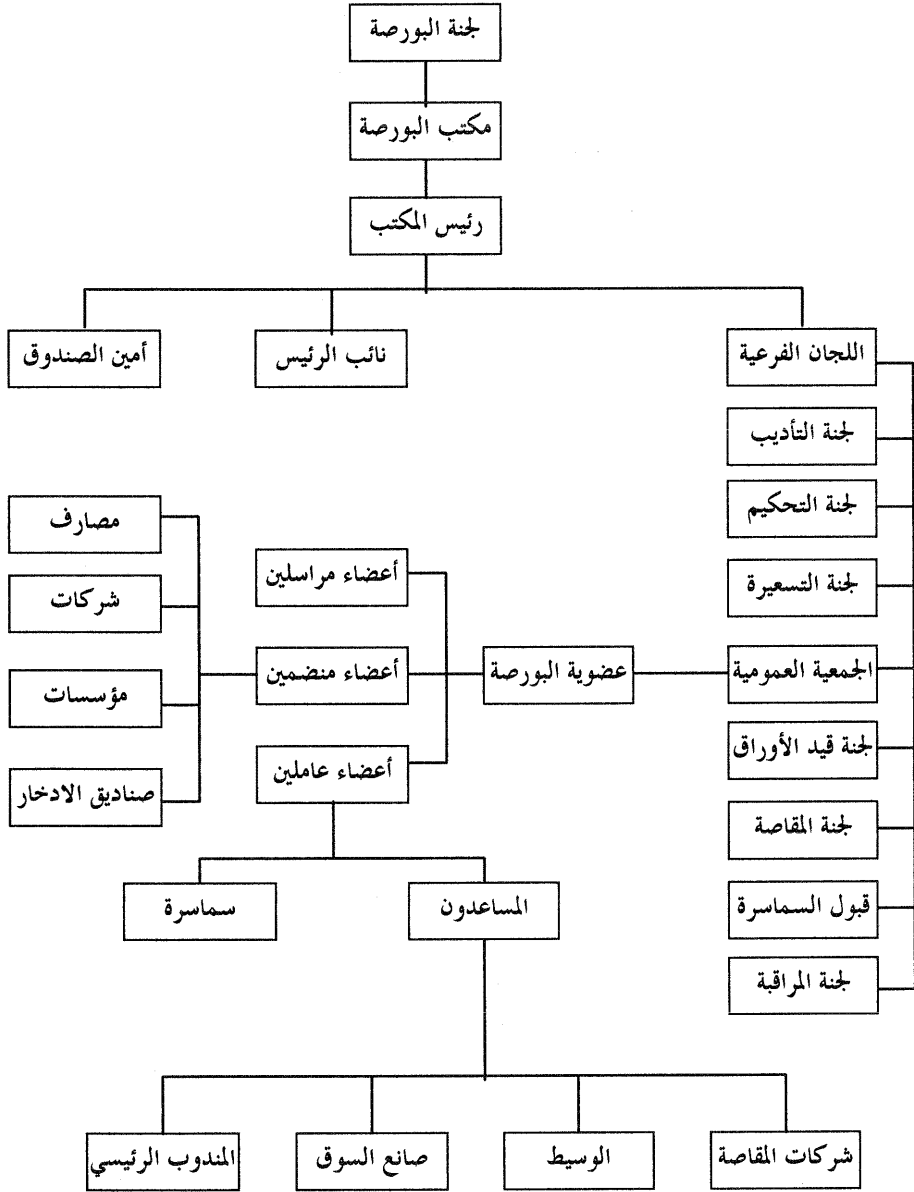 لجنة البورصة
مكتب البورصة
رئيس المكتب
اللجان الفرعية
نائب الرئيس
أمين الصندوق
لجنة التأديب
لجنة التحكيم
لجنة التسعيرة
الجمعية العمومية
لجنة قيد الأوراق
لجنة المقاصة
قبول السماسرة
لجنة المراقبة
عضوية البورصة
أعضاء مراسلين
أعضاء منضمين
أعضاء عاملين
مصارف
شركات
مؤسسات
صناديق الادخار
المساعدون
سماسرة
شركات المقاصة
الوسيط
صانع السوق
المندوب الرئيسي